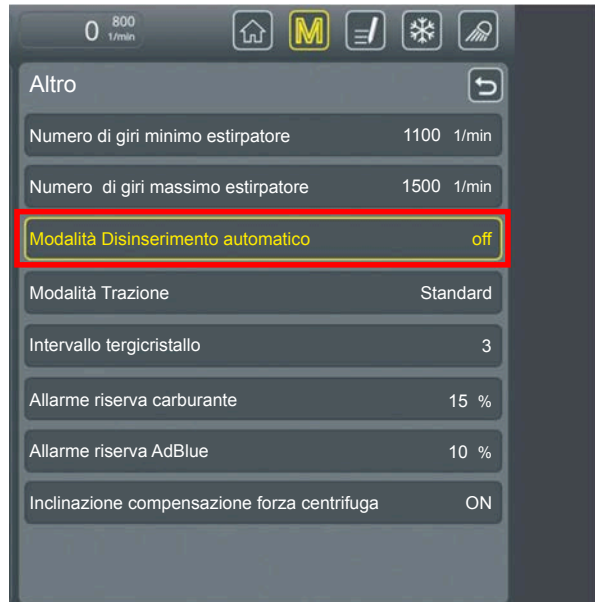 0 800 1/min
M
Altro
Numero di giri minimo estirpatore 1100 1/min
Numero di giri massimo estirpatore 1500 1/min
Modalità Disinserimento automatico off
Modalità Trazione Standard
Intervallo tergicristallo 3
Allarme riserva carburante 15 %
Allarme riserva AdBlue 10 %
Inclinazione compensazione forza centrifuga ON